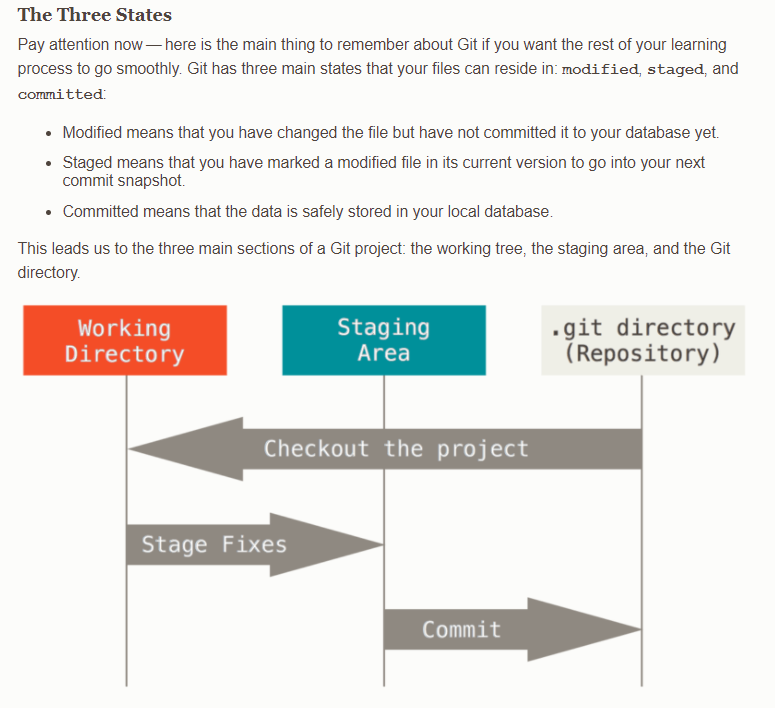 The Three States
Pay attention now — here is the main thing to remember about Git if you want the rest of your learning
process to go smoothly. Git has three main states that your files can reside in: modified, staged, and
committed:
• Modified means that you have changed the file but have not committed it to your database yet.
• Staged means that you have marked a modified file in its current version to go into your next
commit snapshot.
• Committed means that the data is safely stored in your local database.
This leads us to the three main sections of a Git project: the working tree, the staging area, and the Git
directory.
Working
Directory
Staging
Area
.git directory
(Repository)
Checkout the project
Stage Fixes
Commit